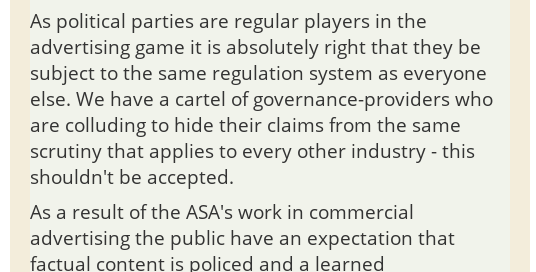 As political parties are regular players in the
advertising game it is absolutely right that they be
subject to the same regulation system as everyone
else. We have a cartel of governance-providers who
are colluding to hide their claims from the same
scrutiny that applies to every other industry - this
shouldn't be accepted.
As a result of the ASA's work in commercial
advertising the public have an expectation that
factual content is policed and a learned